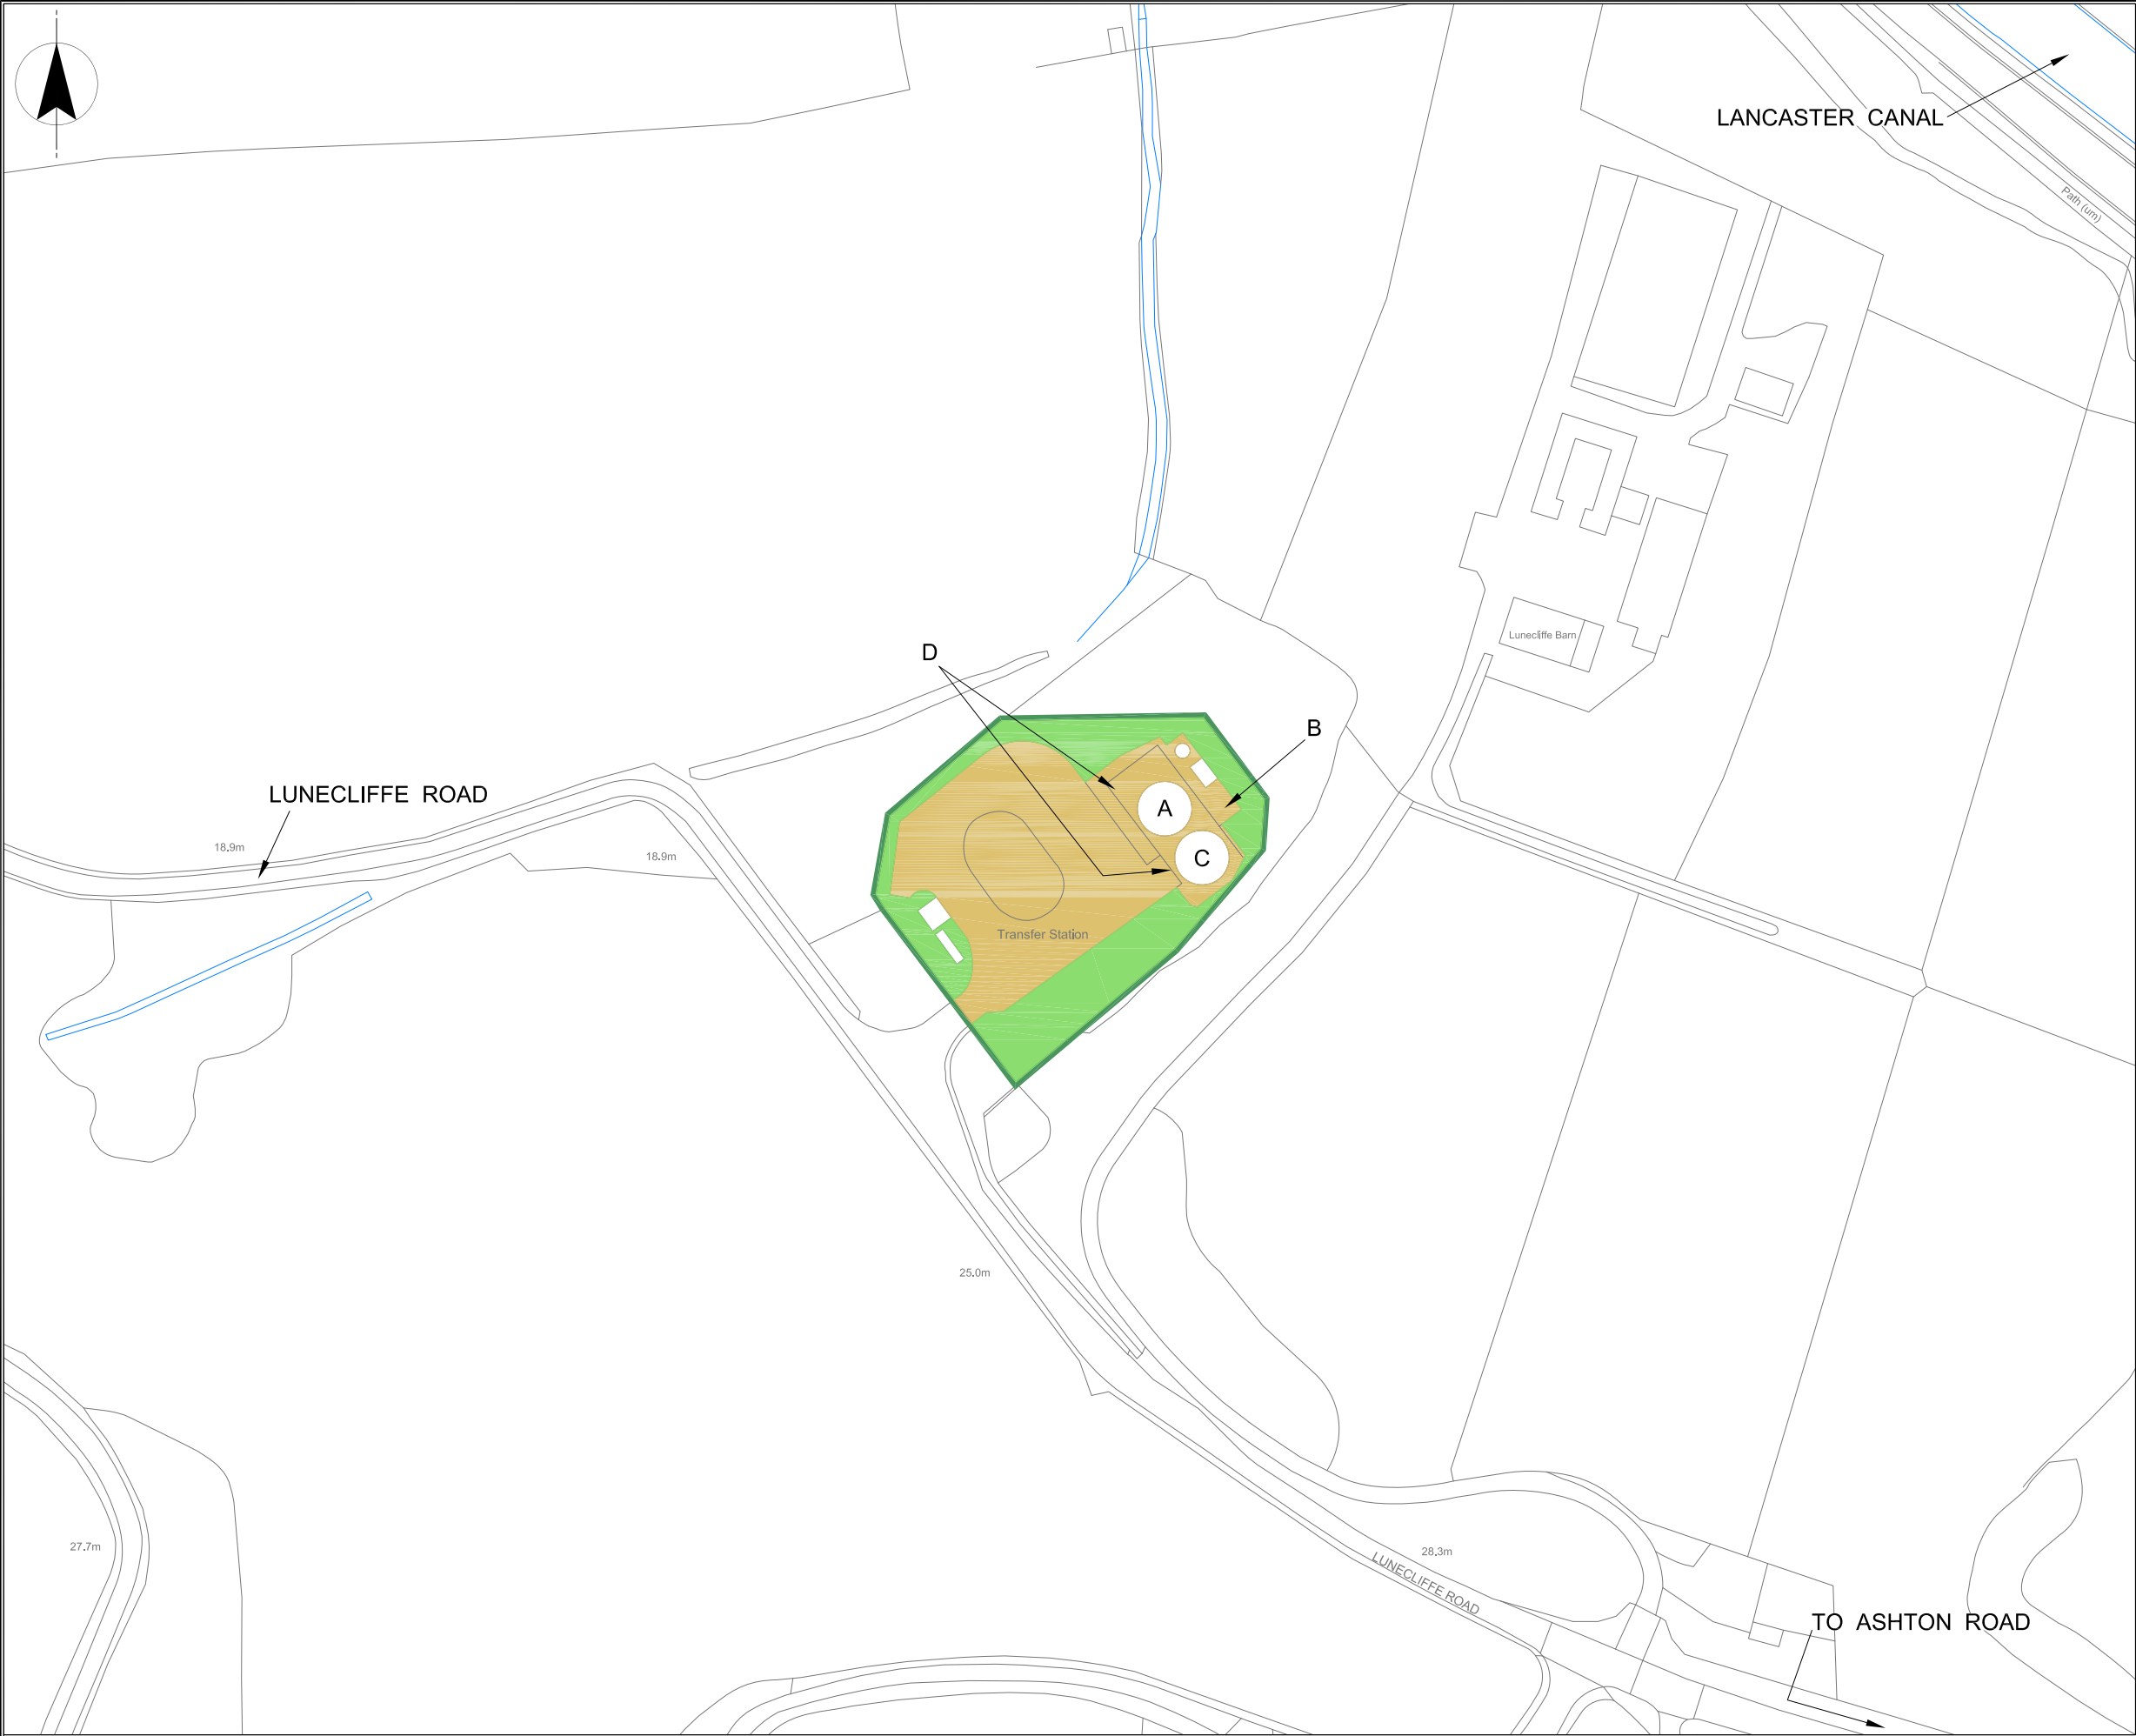 LANCASTER CANAL
Path (um)
Lunecliffe Barn
D
B
LUNECLIFFE ROAD
A
18.9m
18.9m
C
Transfer Station
25.0m
27.7m
28.3m
LUNECLIFFE ROAD
TO ASHTON ROAD